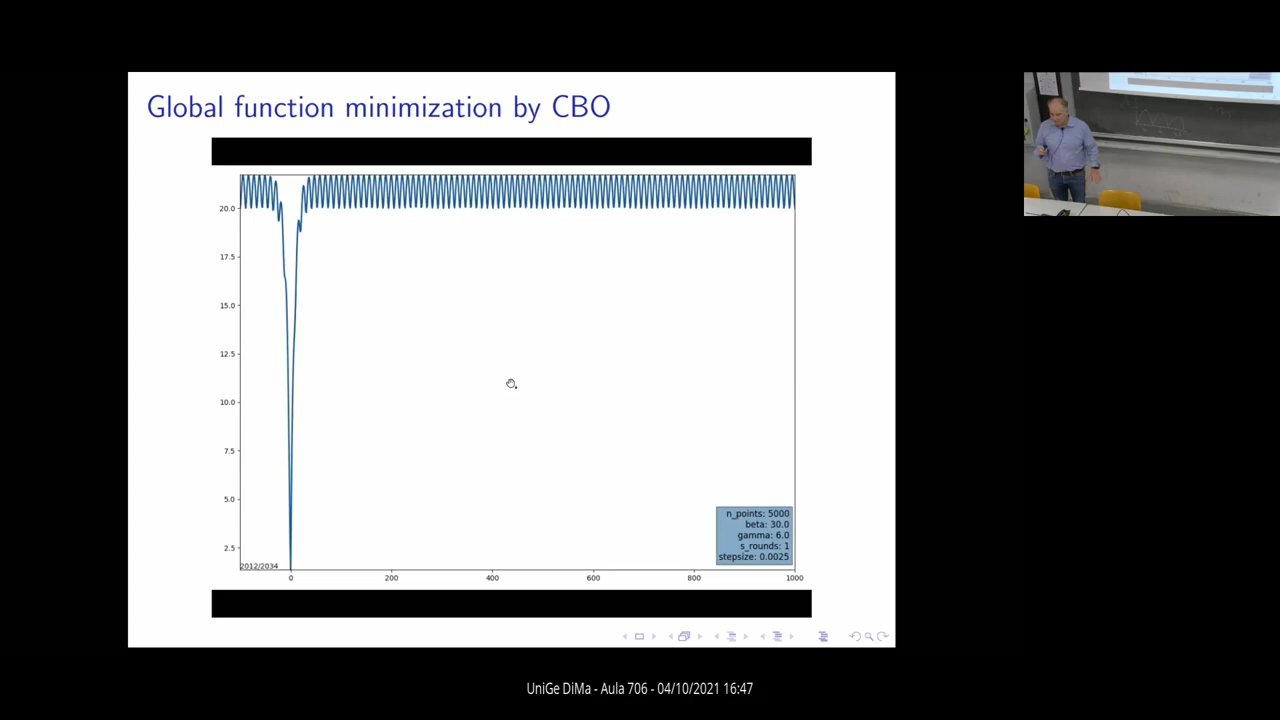 Global function minimization by CBO
20.0
17.5
15.0
12.5
10.0
7.5
5.0
2.5
n_points: 5000
beta: 30.0
gamma: 6.0
s_rounds: 1
stepsize: 0.0025
2012/2034
0 200 400 600 800 1000
UniGe DiMa - Aula 706 - 04/10/2021 16:47